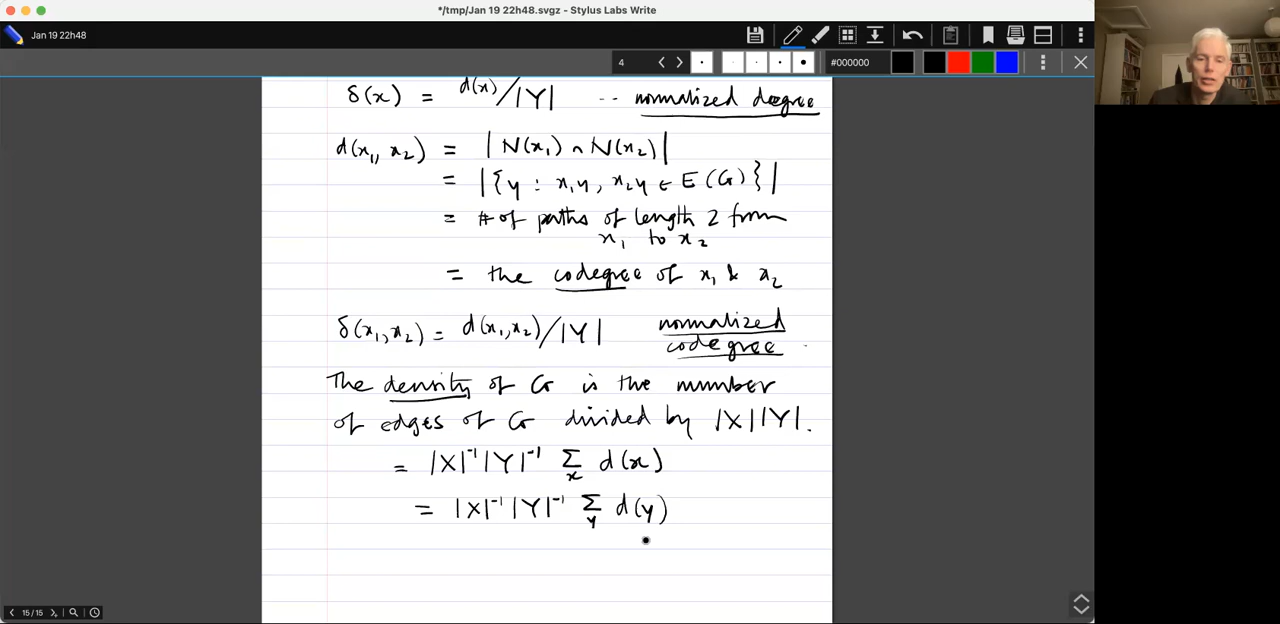 */tmp/Jan 19 22h48.svgz - Stylus Labs Write
Jan 19 22h48
4
#000000
δ(x) = d(x)/|Y| -- normalized degree
d(x₁, x₂) = |N(x₁) ∩ N(x₂)|
= |{y : x₁y, x₂y ∈ E(G)}|
= # of paths of length 2 from
x₁ to x₂
= the codegree of x₁ & x₂
δ(x₁,x₂) = d(x₁,x₂)/|Y| normalized
codegree
The density of G is the number
of edges of G divided by |X||Y|.
= |X|⁻¹|Y|⁻¹ Σₓ d(x)
= |X|⁻¹|Y|⁻¹ Σ_y d(y)
15/15